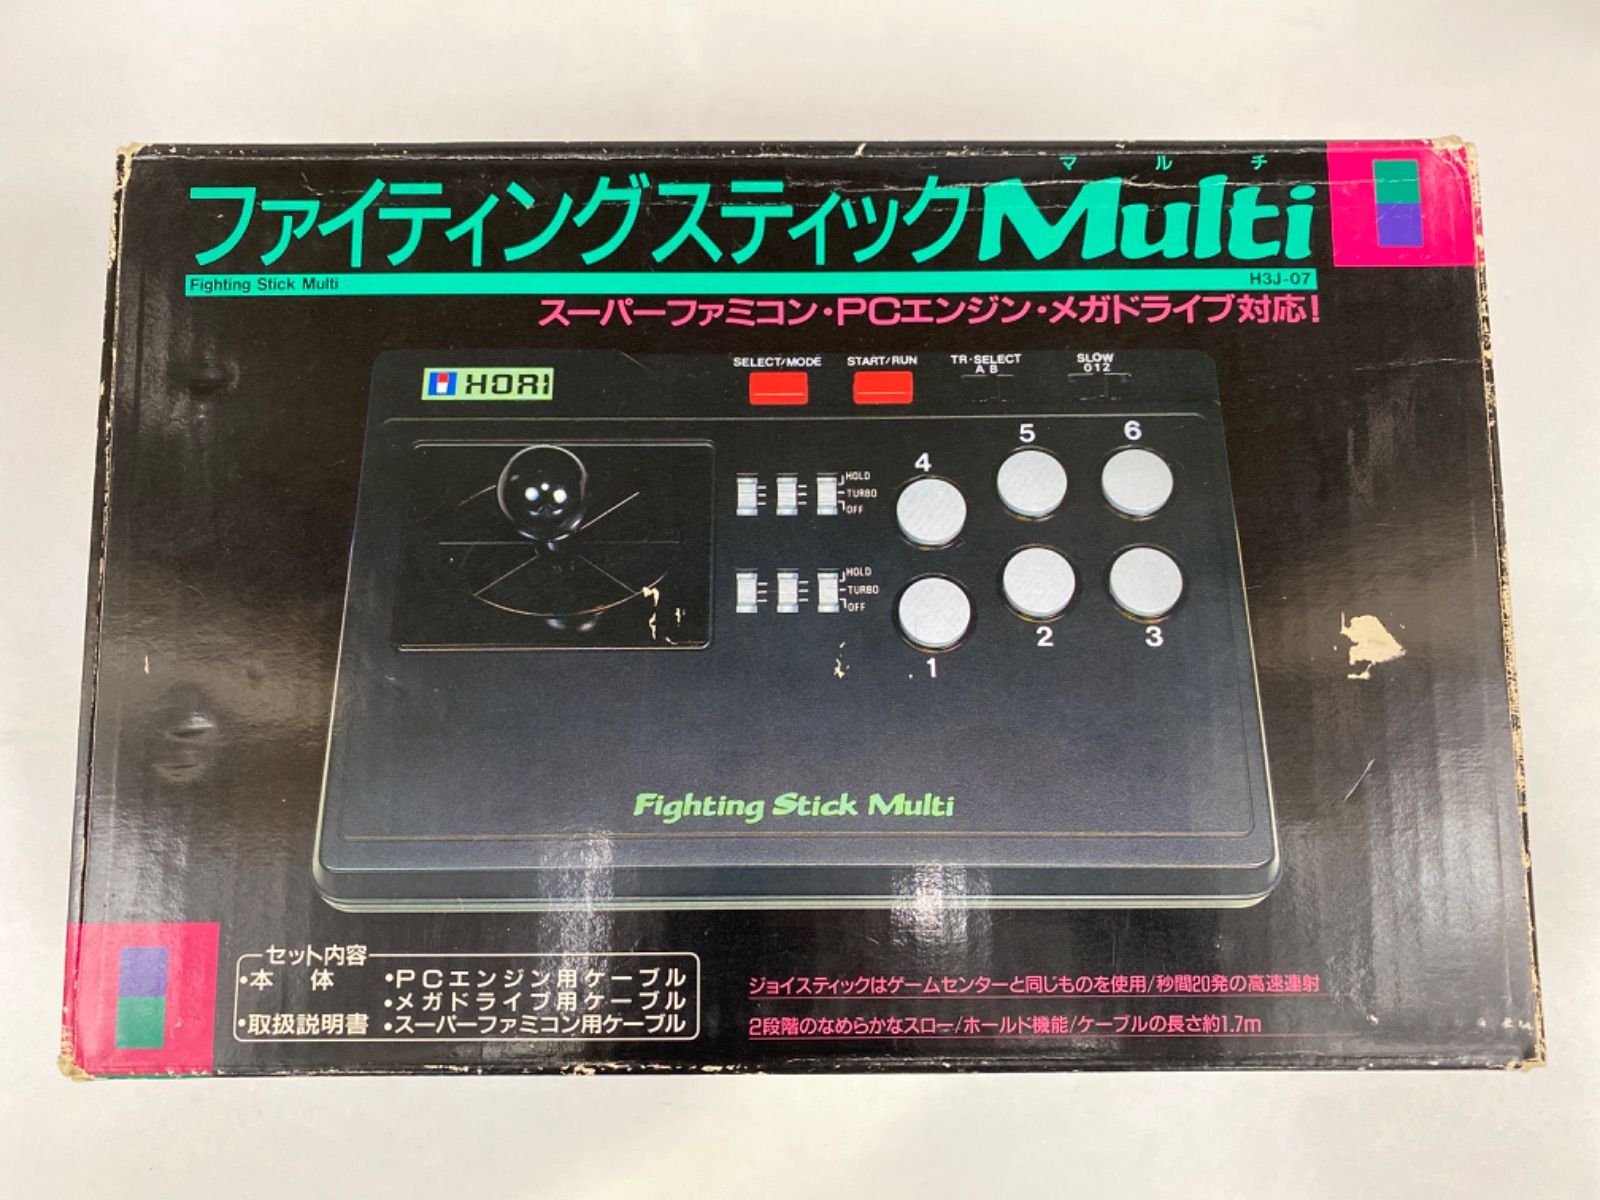 マルチ
ファイティングスティックMulti
Fighting Stick Multi H3J-07
スーパーファミコン・PCエンジン・メガドライブ対応!
HORI
SELECT/MODE START/RUN TR・SELECT SLOW
A B 0 1 2
5 6
4
HOLD
TURBO
OFF
HOLD
TURBO
OFF
1 2 3
Fighting Stick Multi
セット内容
・本体 ・PCエンジン用ケーブル
・メガドライブ用ケーブル
・取扱説明書 ・スーパーファミコン用ケーブル
ジョイスティックはゲームセンターと同じものを使用/秒間20発の高速連射
2段階のなめらかなスロー/ホールド機能/ケーブルの長さ約1.7m